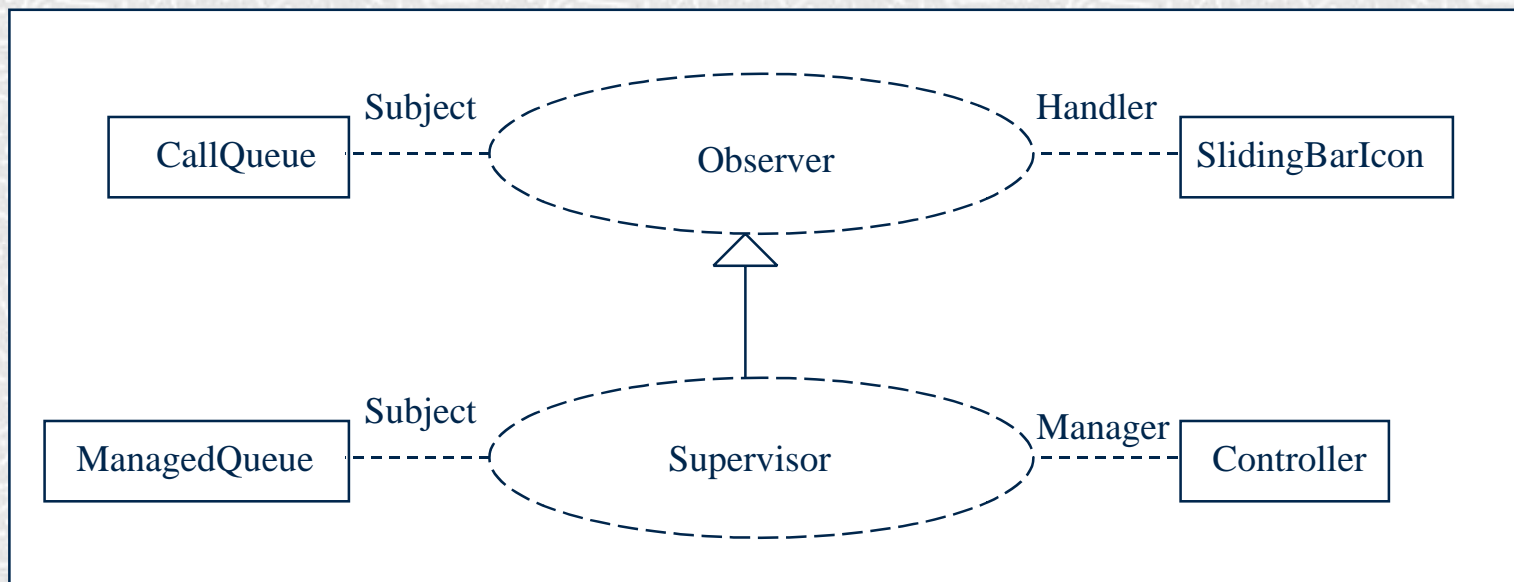 Subject
Handler
CallQueue
Observer
SlidingBarIcon
Subject
Manager
ManagedQueue
Supervisor
Controller